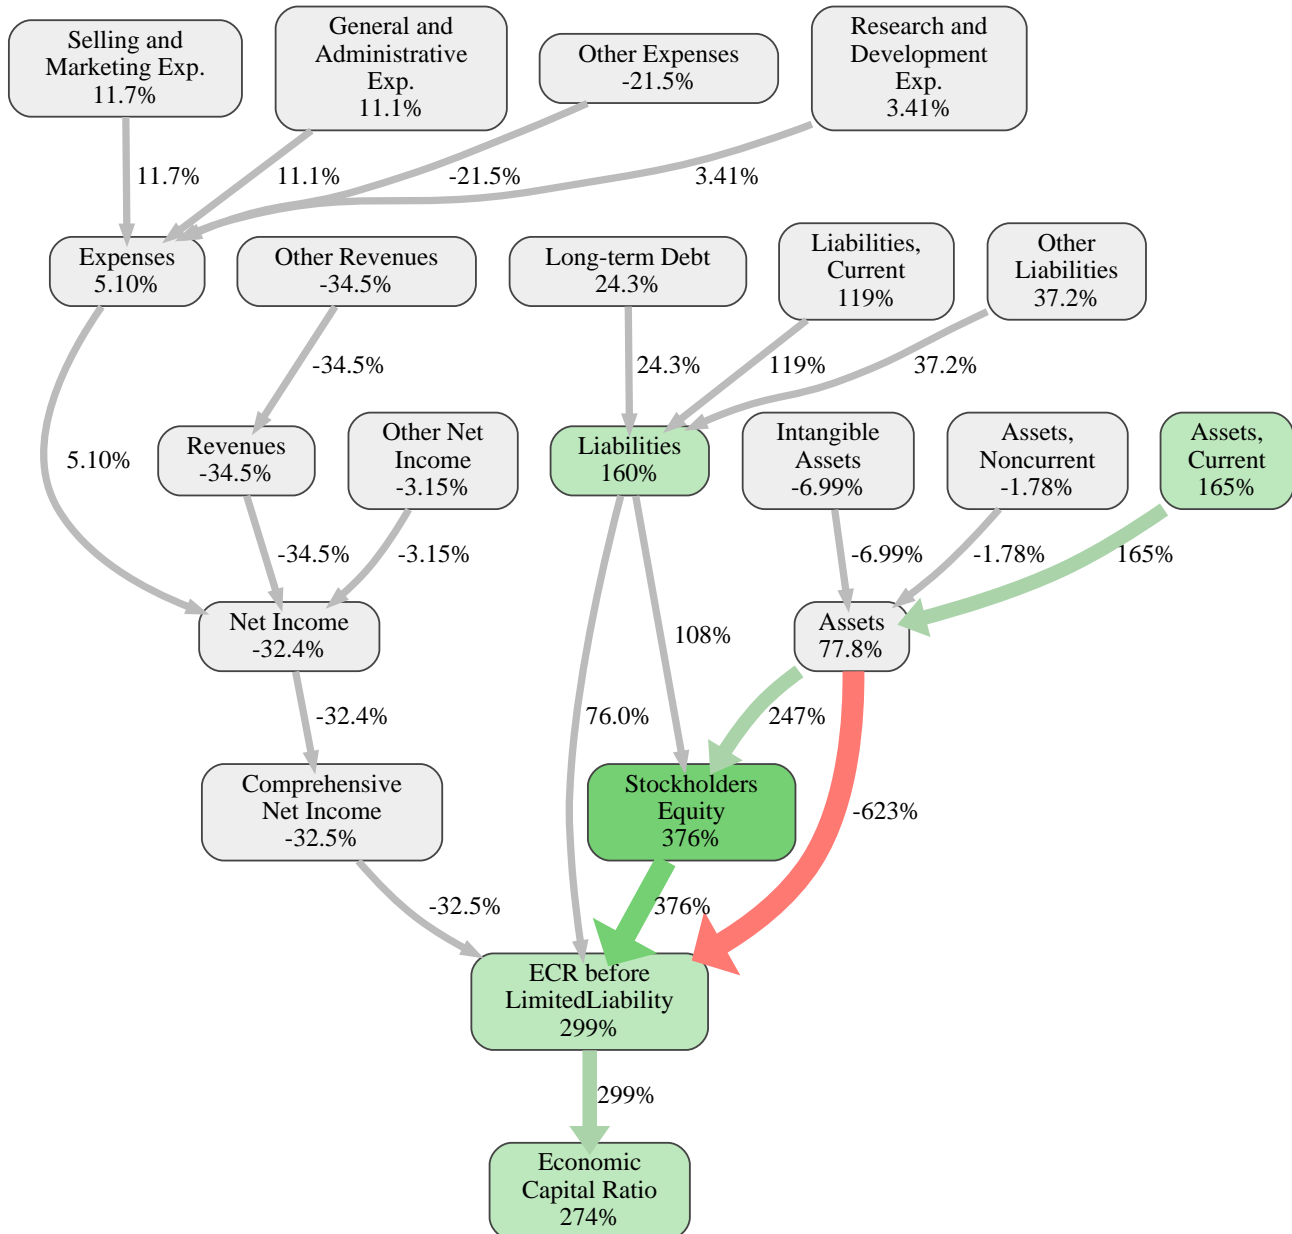 Selling and
Marketing Exp.
11.7%
General and
Administrative
Exp.
11.1%
Other Expenses
-21.5%
Research and
Development
Exp.
3.41%
11.7%
11.1%
-21.5%
3.41%
Expenses
5.10%
Other Revenues
-34.5%
Long-term Debt
24.3%
Liabilities,
Current
119%
Other
Liabilities
37.2%
-34.5%
24.3%
119%
37.2%
5.10%
Revenues
-34.5%
Other Net
Income
-3.15%
Liabilities
160%
Intangible
Assets
-6.99%
Assets,
Noncurrent
-1.78%
Assets,
Current
165%
-34.5%
-3.15%
-6.99%
-1.78%
165%
Net Income
-32.4%
108%
Assets
77.8%
-32.4%
76.0%
247%
Comprehensive
Net Income
-32.5%
Stockholders
Equity
376%
-623%
-32.5%
376%
ECR before
LimitedLiability
299%
299%
Economic
Capital Ratio
274%